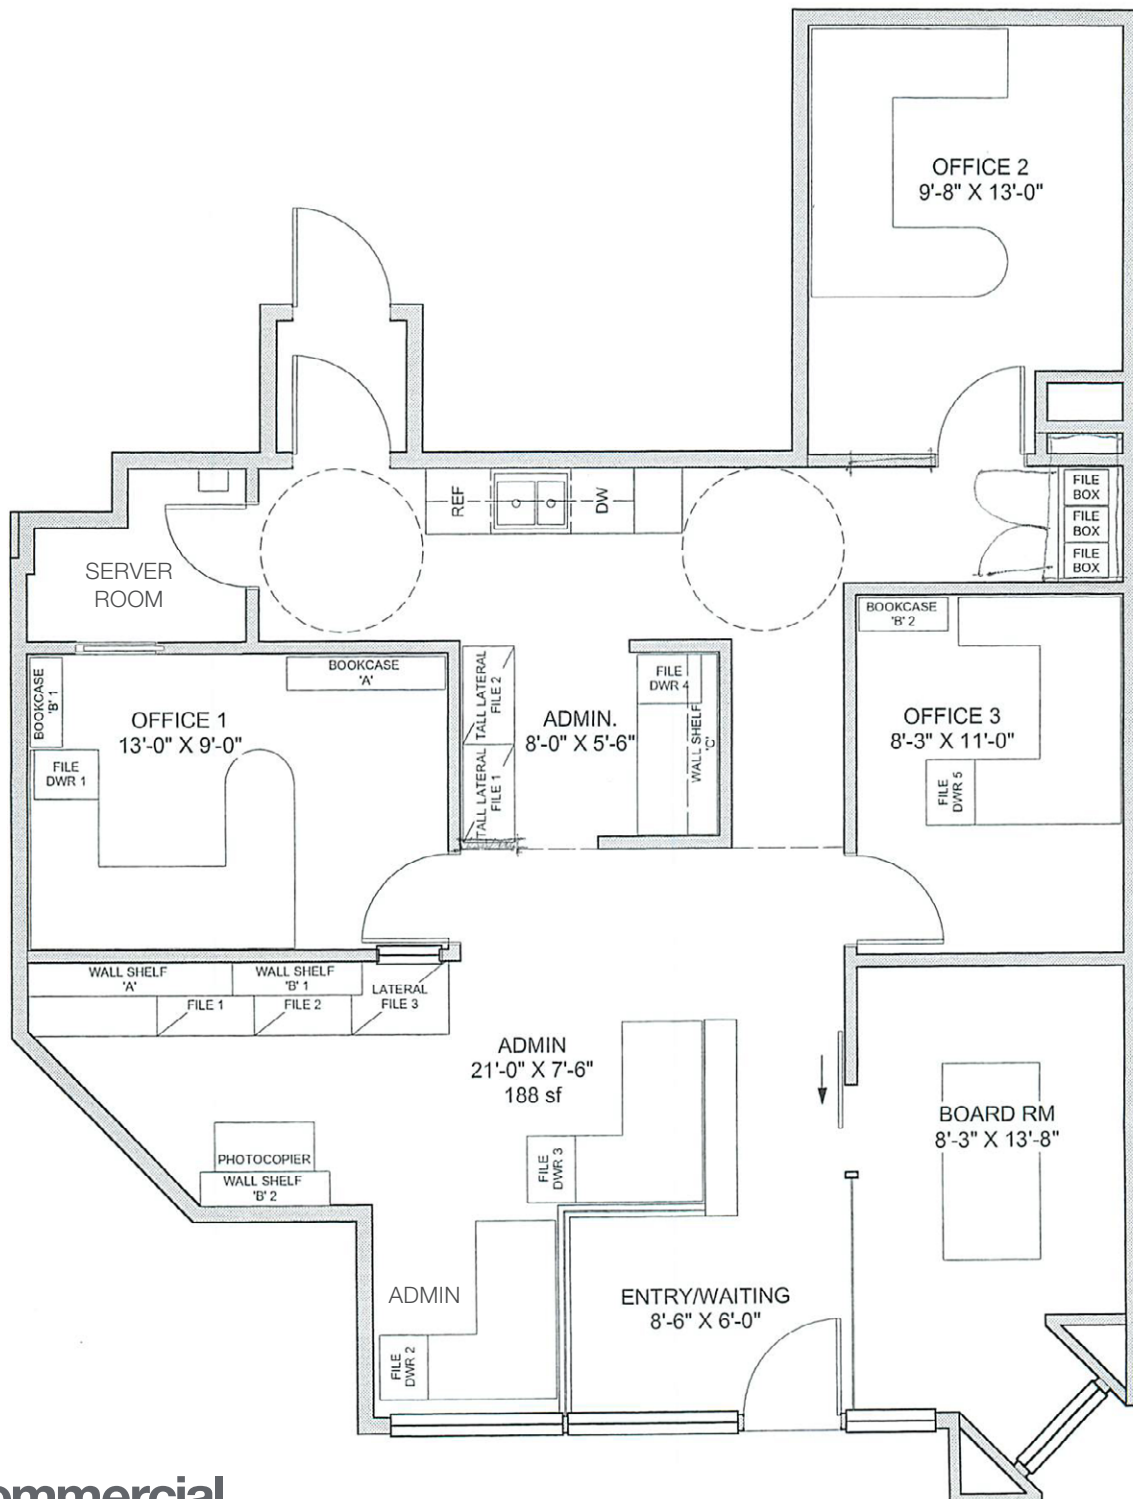 OFFICE 2
9'-8" X 13'-0"
REF
DW
FILE
BOX
FILE
BOX
FILE
BOX
SERVER
ROOM
BOOKCASE
'B' 2
BOOKCASE
'B' 1
BOOKCASE
'A'
TALL LATERAL
FILE 2
FILE
DWR 4
OFFICE 1
13'-0" X 9'-0"
ADMIN.
8'-0" X 5'-6"
WALL SHELF
'C'
OFFICE 3
8'-3" X 11'-0"
FILE
DWR 1
TALL LATERAL
FILE 1
FILE
DWR 5
WALL SHELF
'A'
WALL SHELF
'B' 1
LATERAL
FILE 3
FILE 1
FILE 2
ADMIN
21'-0" X 7'-6"
188 sf
BOARD RM
8'-3" X 13'-8"
PHOTOCOPIER
WALL SHELF
'B' 2
FILE
DWR 3
ADMIN
ENTRY/WAITING
8'-6" X 6'-0"
FILE
DWR 2
ommercial